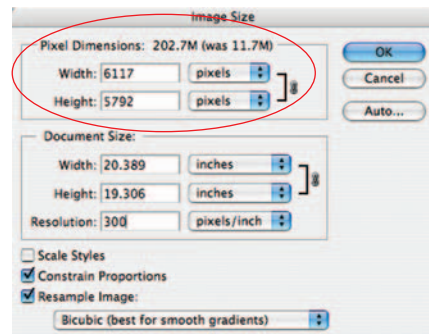 Image Size
Pixel Dimensions: 202.7M (was 11.7M)
OK
Width: 6117 pixels
Cancel
Height: 5792 pixels
Auto...
Document Size:
Width: 20.389 inches
Height: 19.306 inches
Resolution: 300 pixels/inch
Scale Styles
Constrain Proportions
Resample Image:
Bicubic (best for smooth gradients)